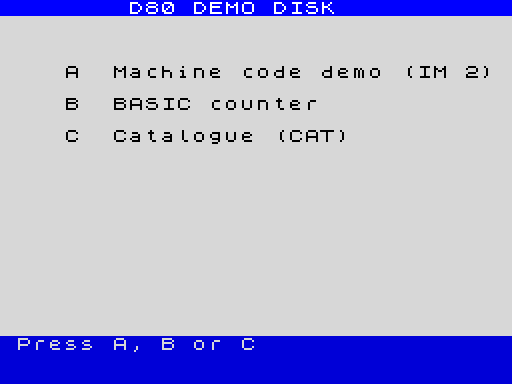 D80 DEMO DISK
A Machine code demo (IM 2)
B BASIC counter
C Catalogue (CAT)
Press A, B or C